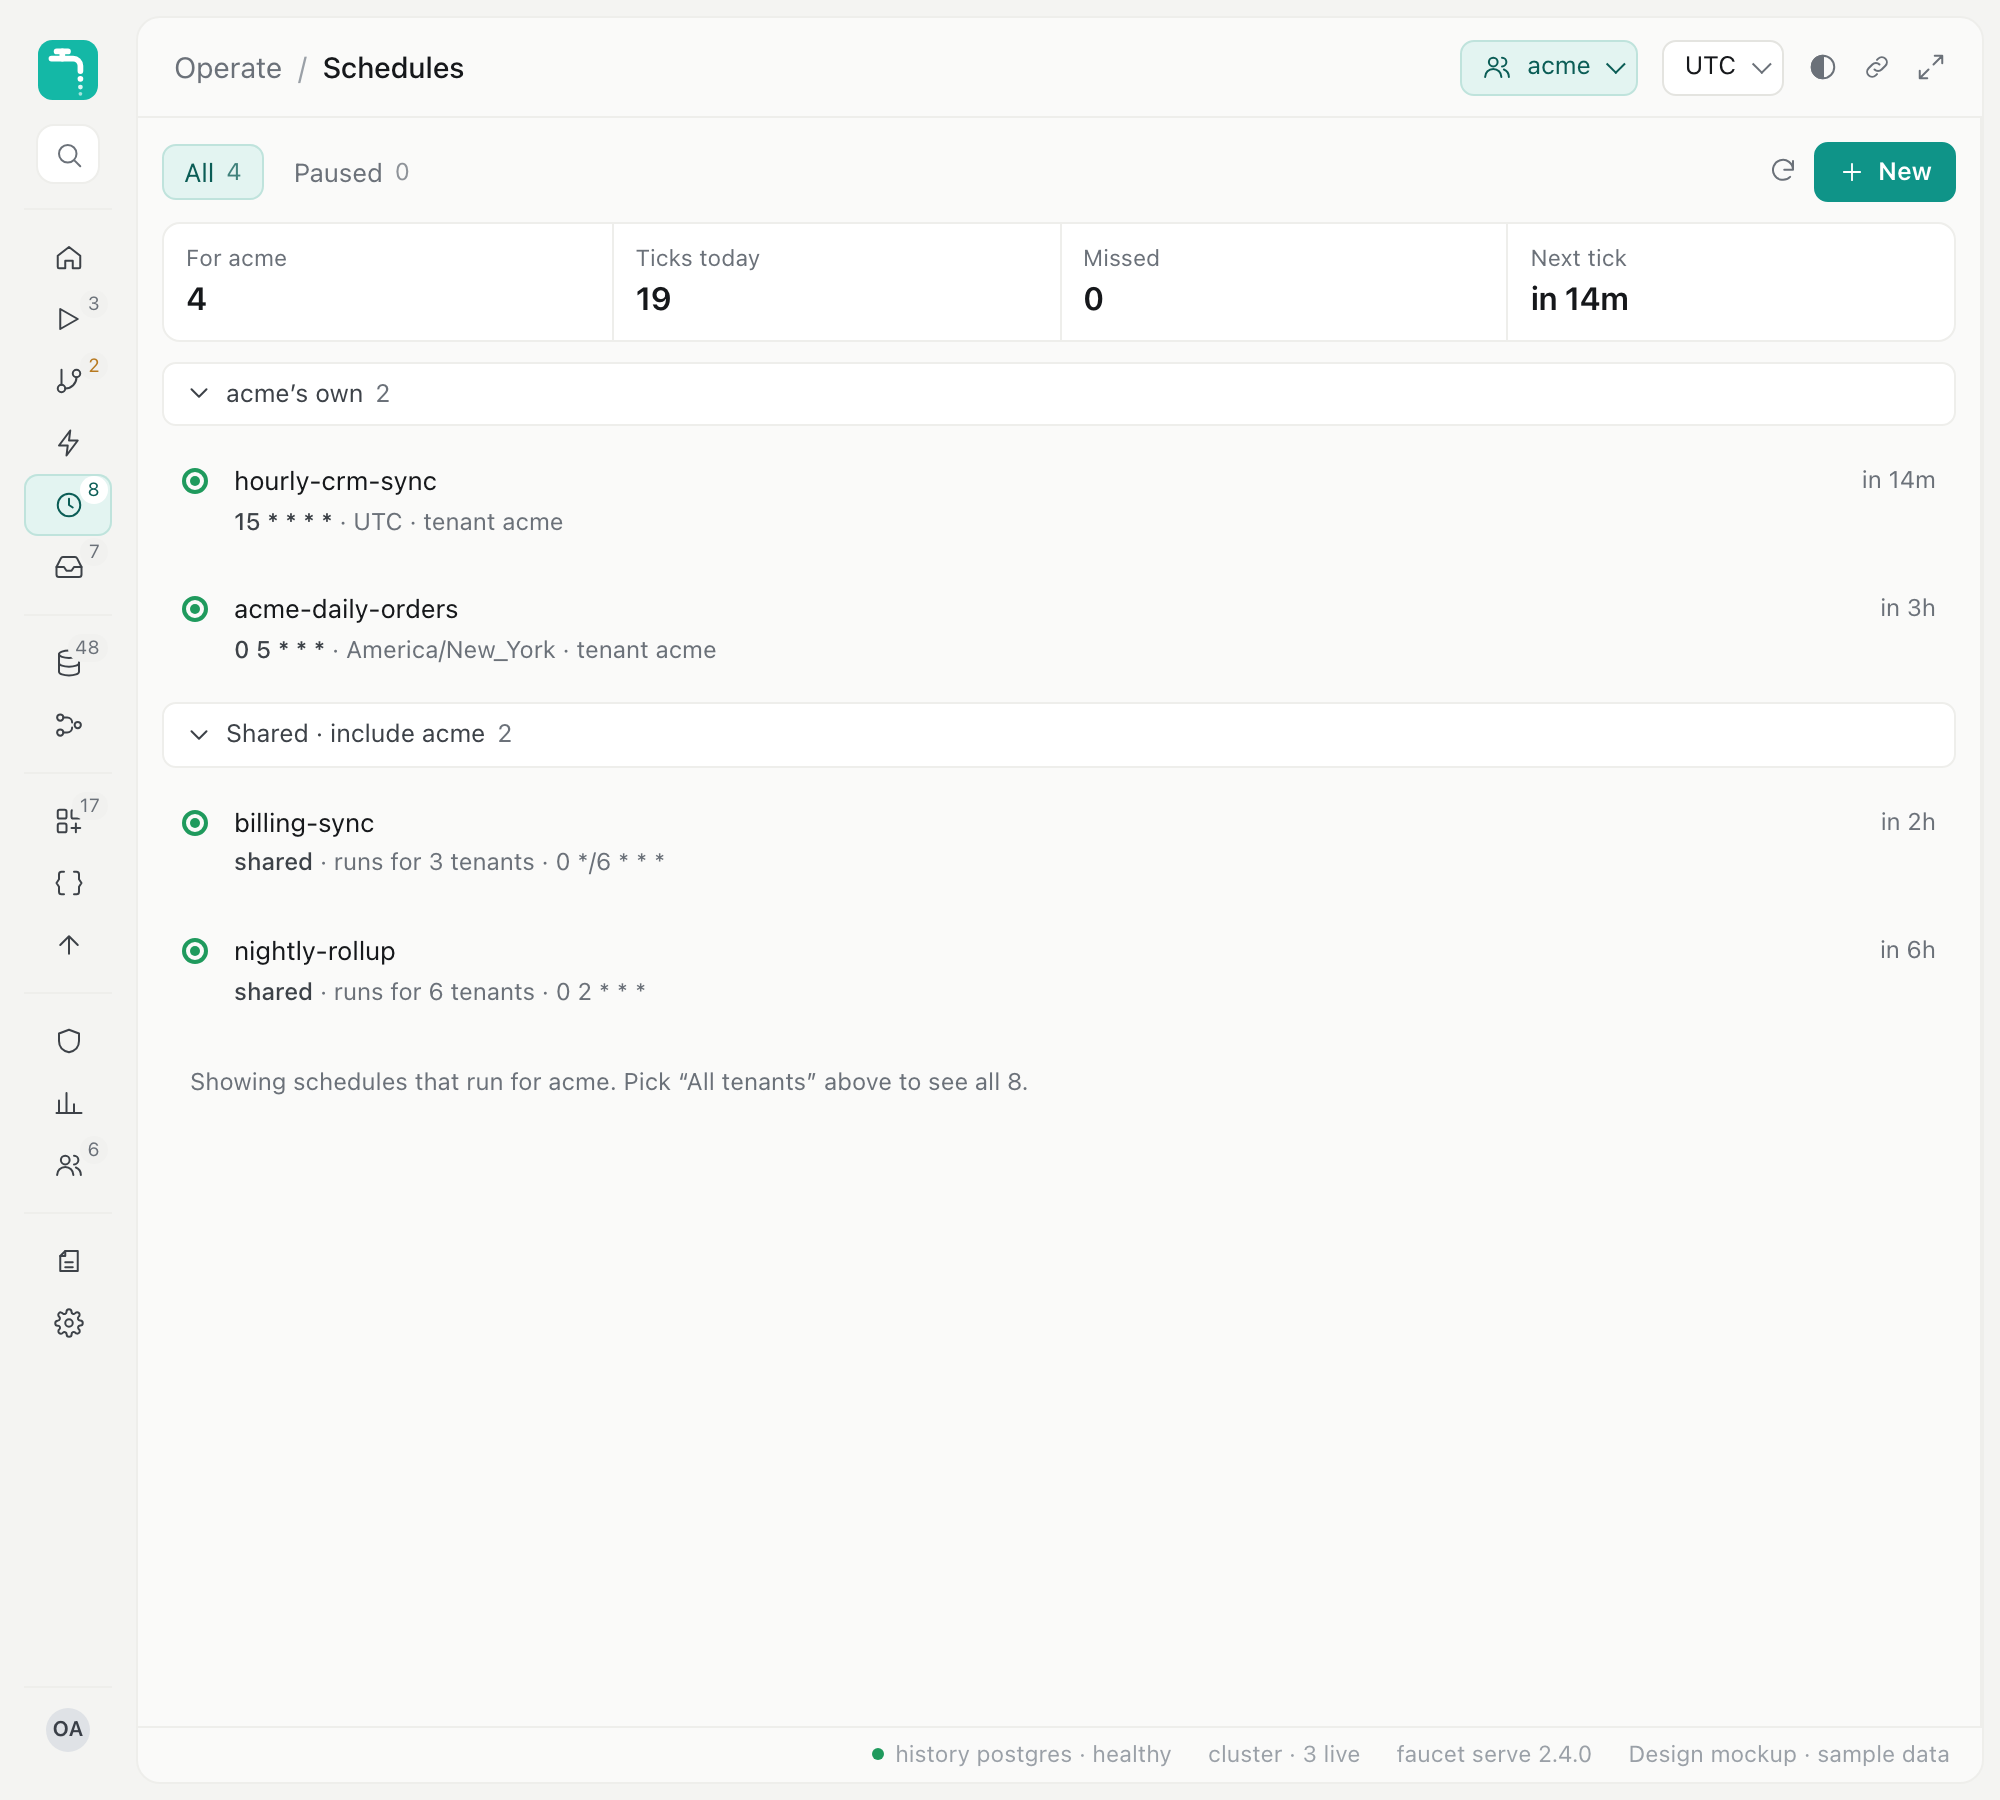 Operate / Schedules
acme
UTC
All 4
Paused 0
New
For acme
4
Ticks today
19
Missed
0
Next tick
in 14m
3
2
8
7
48
17
6
acme’s own 2
hourly-crm-sync
in 14m
15 * * * * · UTC · tenant acme
acme-daily-orders
in 3h
0 5 * * * · America/New_York · tenant acme
Shared · include acme 2
billing-sync
in 2h
shared · runs for 3 tenants · 0 */6 * * *
nightly-rollup
in 6h
shared · runs for 6 tenants · 0 2 * * *
Showing schedules that run for acme. Pick “All tenants” above to see all 8.
OA
history postgres · healthy
cluster · 3 live
faucet serve 2.4.0
Design mockup · sample data